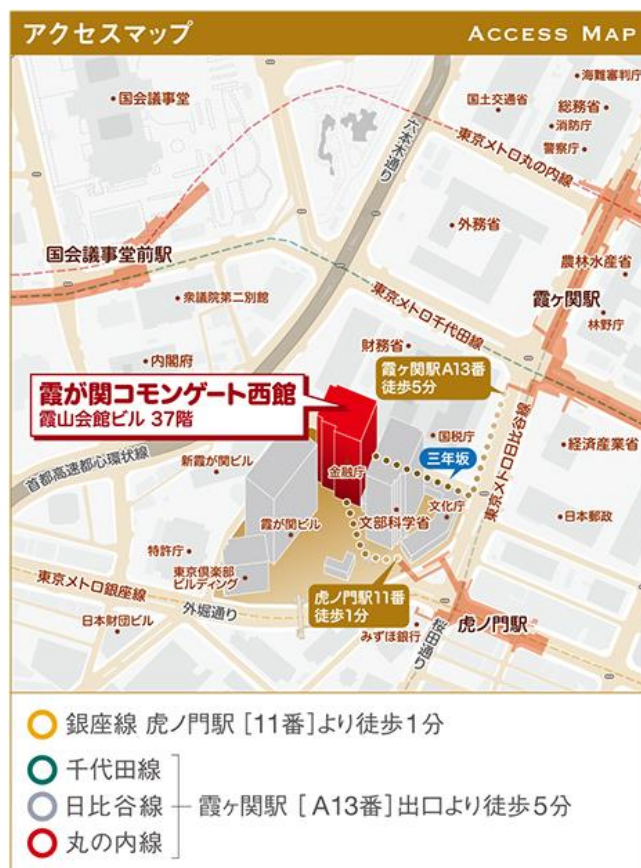 アクセスマップ
ACCESS MAP
海難審判庁
国会議事堂
国土交通省
総務省
消防庁
警察庁
六本木通り
東京メトロ丸の内線
外務省
国会議事堂前駅
農林水産省
霞ケ関駅
衆議院第二別館
東京メトロ千代田線
林野庁
内閣府
財務省
霞ヶ関駅A13番
徒歩5分
霞が関コモンゲート西館
霞山会館ビル 37階
国税庁
経済産業省
首都高速都心環状線
新霞が関ビル
金融庁
三年坂
東京メトロ日比谷線
霞が関ビル
文部科学省
文化庁
日本郵政
特許庁
東京倶楽部
ビルディング
東京メトロ銀座線
外堀通り
虎ノ門駅11番
徒歩1分
日本財団ビル
みずほ銀行
桜田通り
虎ノ門駅
銀座線 虎ノ門駅 [11番]より徒歩1分
千代田線
日比谷線
霞ヶ関駅 [A13番]出口より徒歩5分
丸の内線